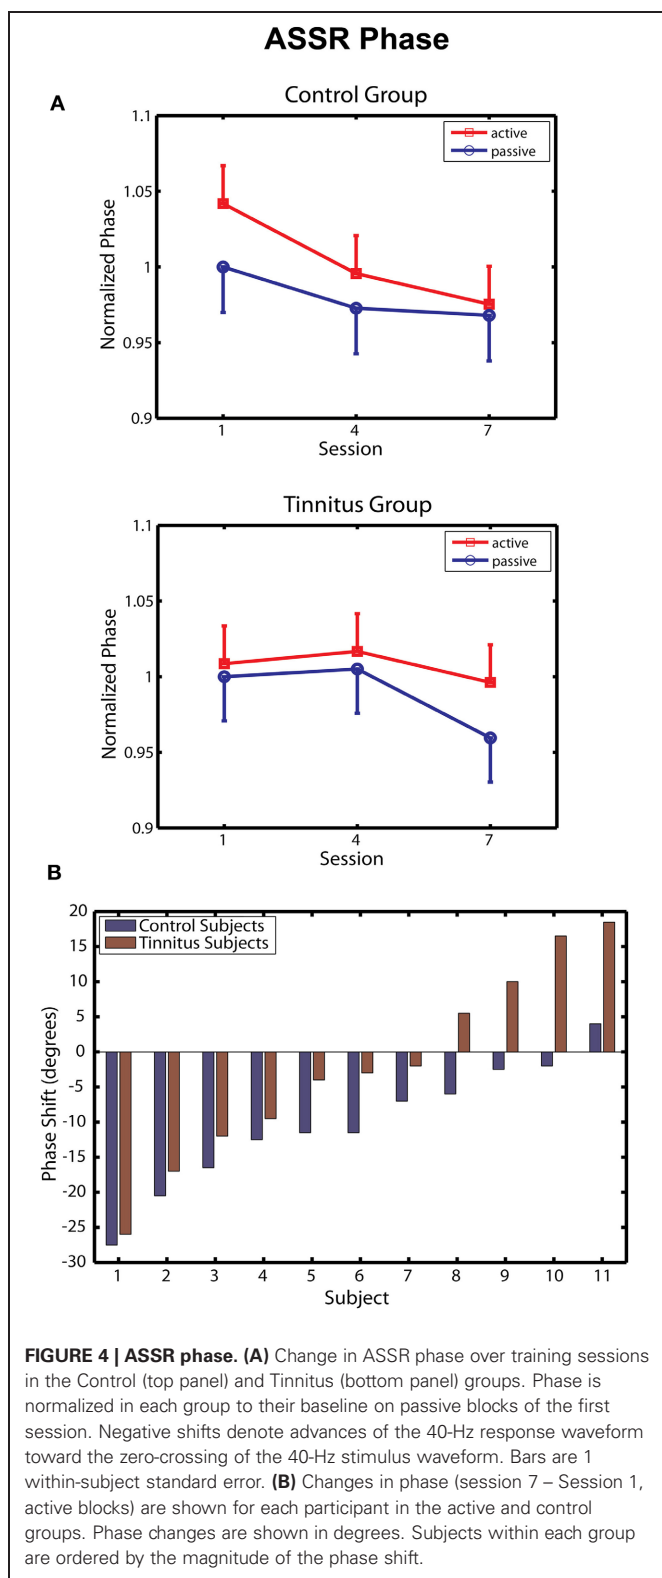 ASSR Phase
A
Control Group
1.1
1.05
1
0.95
0.9
Normalized Phase
active
passive
1 4 7
Session
Tinnitus Group
1.1
1.05
1
0.95
0.9
Normalized Phase
active
passive
1 4 7
Session
B
20
15
10
5
0
-5
-10
-15
-20
-25
-30
Phase Shift (degrees)
Control Subjects
Tinnitus Subjects
1 2 3 4 5 6 7 8 9 10 11
Subject
FIGURE 4 | ASSR phase. (A) Change in ASSR phase over training sessions
in the Control (top panel) and Tinnitus (bottom panel) groups. Phase is
normalized in each group to their baseline on passive blocks of the first
session. Negative shifts denote advances of the 40-Hz response waveform
toward the zero-crossing of the 40-Hz stimulus waveform. Bars are 1
within-subject standard error. (B) Changes in phase (session 7 – Session 1,
active blocks) are shown for each participant in the active and control
groups. Phase changes are shown in degrees. Subjects within each group
are ordered by the magnitude of the phase shift.